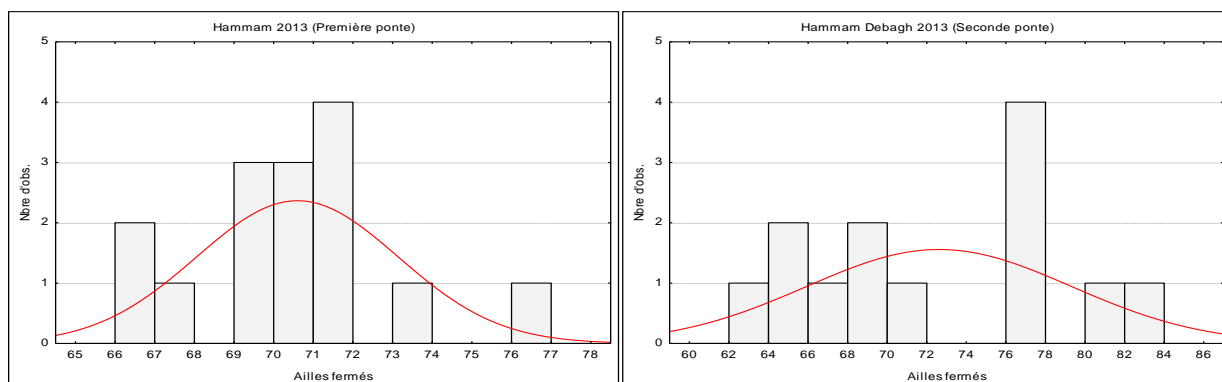 Hammam 2013 (Première ponte)
5
4
3
2
1
0
Nbre d'obs.
65 66 67 68 69 70 71 72 73 74 75 76 77 78
Ailles fermés
Hammam Debagh 2013 (Seconde ponte)
5
4
3
2
1
0
Nbre d'obs.
60 62 64 66 68 70 72 74 76 78 80 82 84 86
Ailles fermés